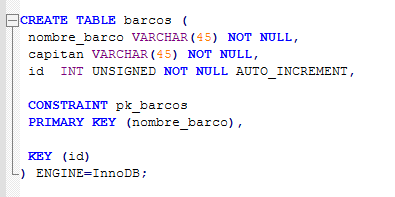 CREATE TABLE barcos (
nombre_barco VARCHAR(45) NOT NULL,
capitan VARCHAR(45) NOT NULL,
id  INT UNSIGNED NOT NULL AUTO_INCREMENT,
CONSTRAINT pk_barcos
PRIMARY KEY (nombre_barco),
KEY (id)
) ENGINE=InnoDB;